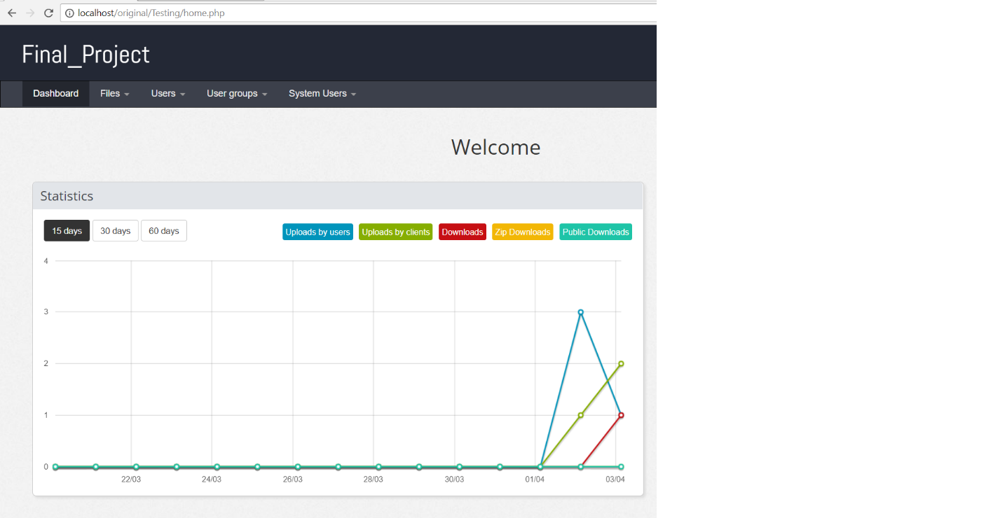 localhost/original/Testing/home.php
Final_Project
Dashboard Files Users User groups System Users
Welcome
Statistics
15 days 30 days 60 days Uploads by users Uploads by clients Downloads Zip Downloads Public Downloads
4
3
2
1
0
22/03 24/03 26/03 28/03 30/03 01/04 03/04